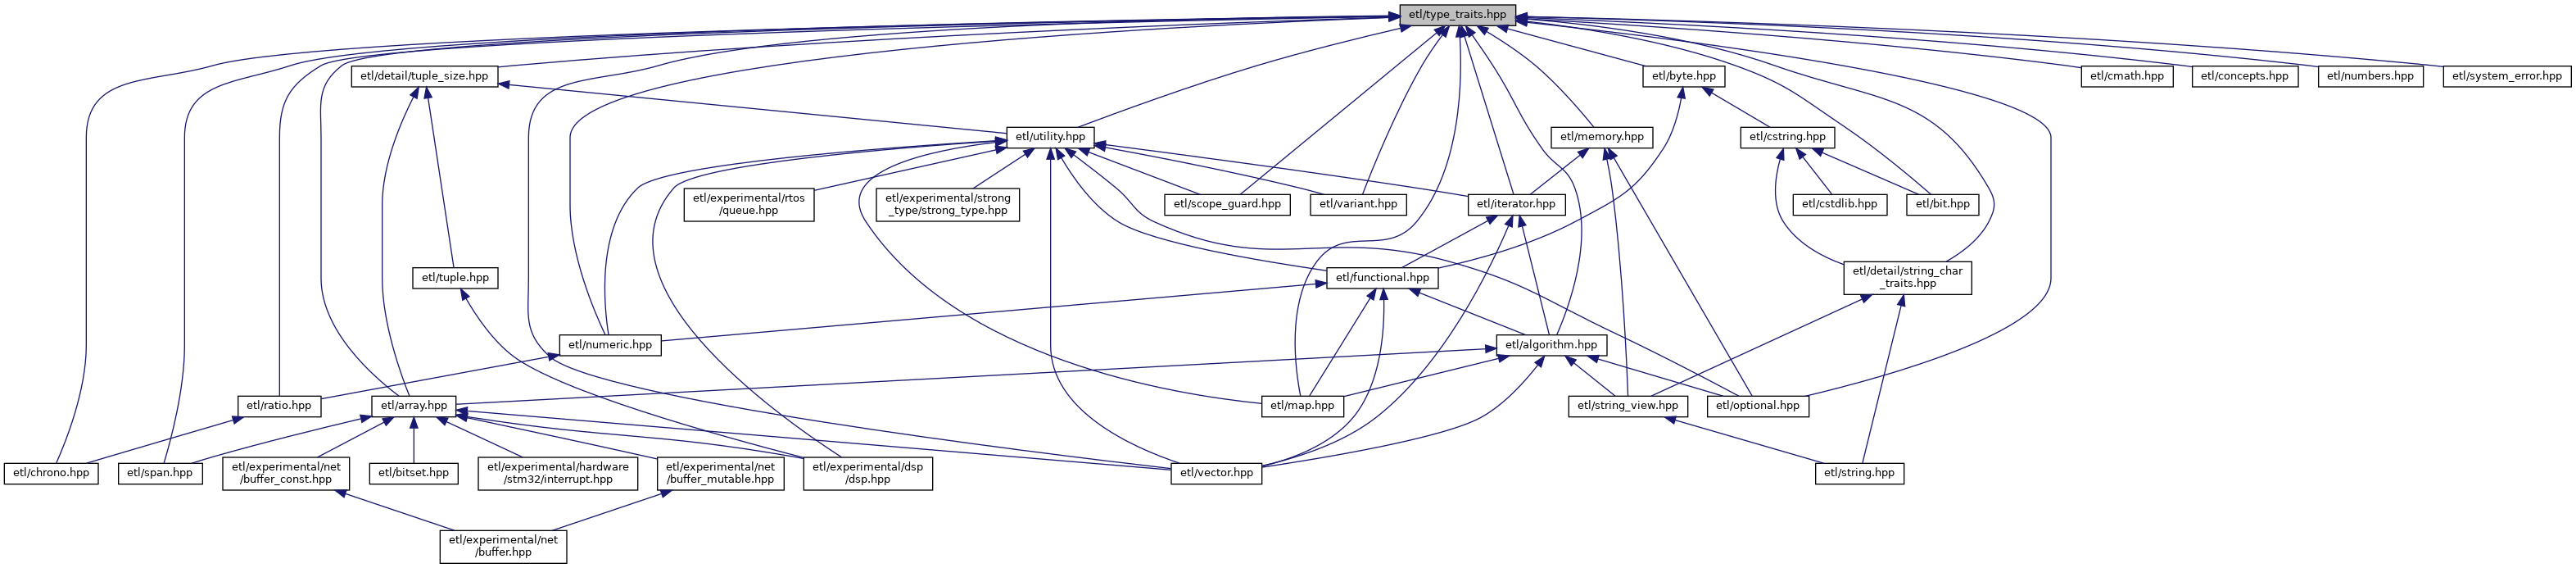 etl/type_traits.hpp
etl/detail/tuple_size.hpp
etl/byte.hpp
etl/cmath.hpp
etl/concepts.hpp
etl/numbers.hpp
etl/system_error.hpp
etl/utility.hpp
etl/memory.hpp
etl/cstring.hpp
etl/experimental/rtos
/queue.hpp
etl/experimental/strong
_type/strong_type.hpp
etl/scope_guard.hpp
etl/variant.hpp
etl/iterator.hpp
etl/cstdlib.hpp
etl/bit.hpp
etl/tuple.hpp
etl/functional.hpp
etl/detail/string_char
_traits.hpp
etl/numeric.hpp
etl/algorithm.hpp
etl/ratio.hpp
etl/array.hpp
etl/map.hpp
etl/string_view.hpp
etl/optional.hpp
etl/chrono.hpp
etl/span.hpp
etl/experimental/net
/buffer_const.hpp
etl/bitset.hpp
etl/experimental/hardware
/stm32/interrupt.hpp
etl/experimental/net
/buffer_mutable.hpp
etl/experimental/dsp
/dsp.hpp
etl/vector.hpp
etl/string.hpp
etl/experimental/net
/buffer.hpp